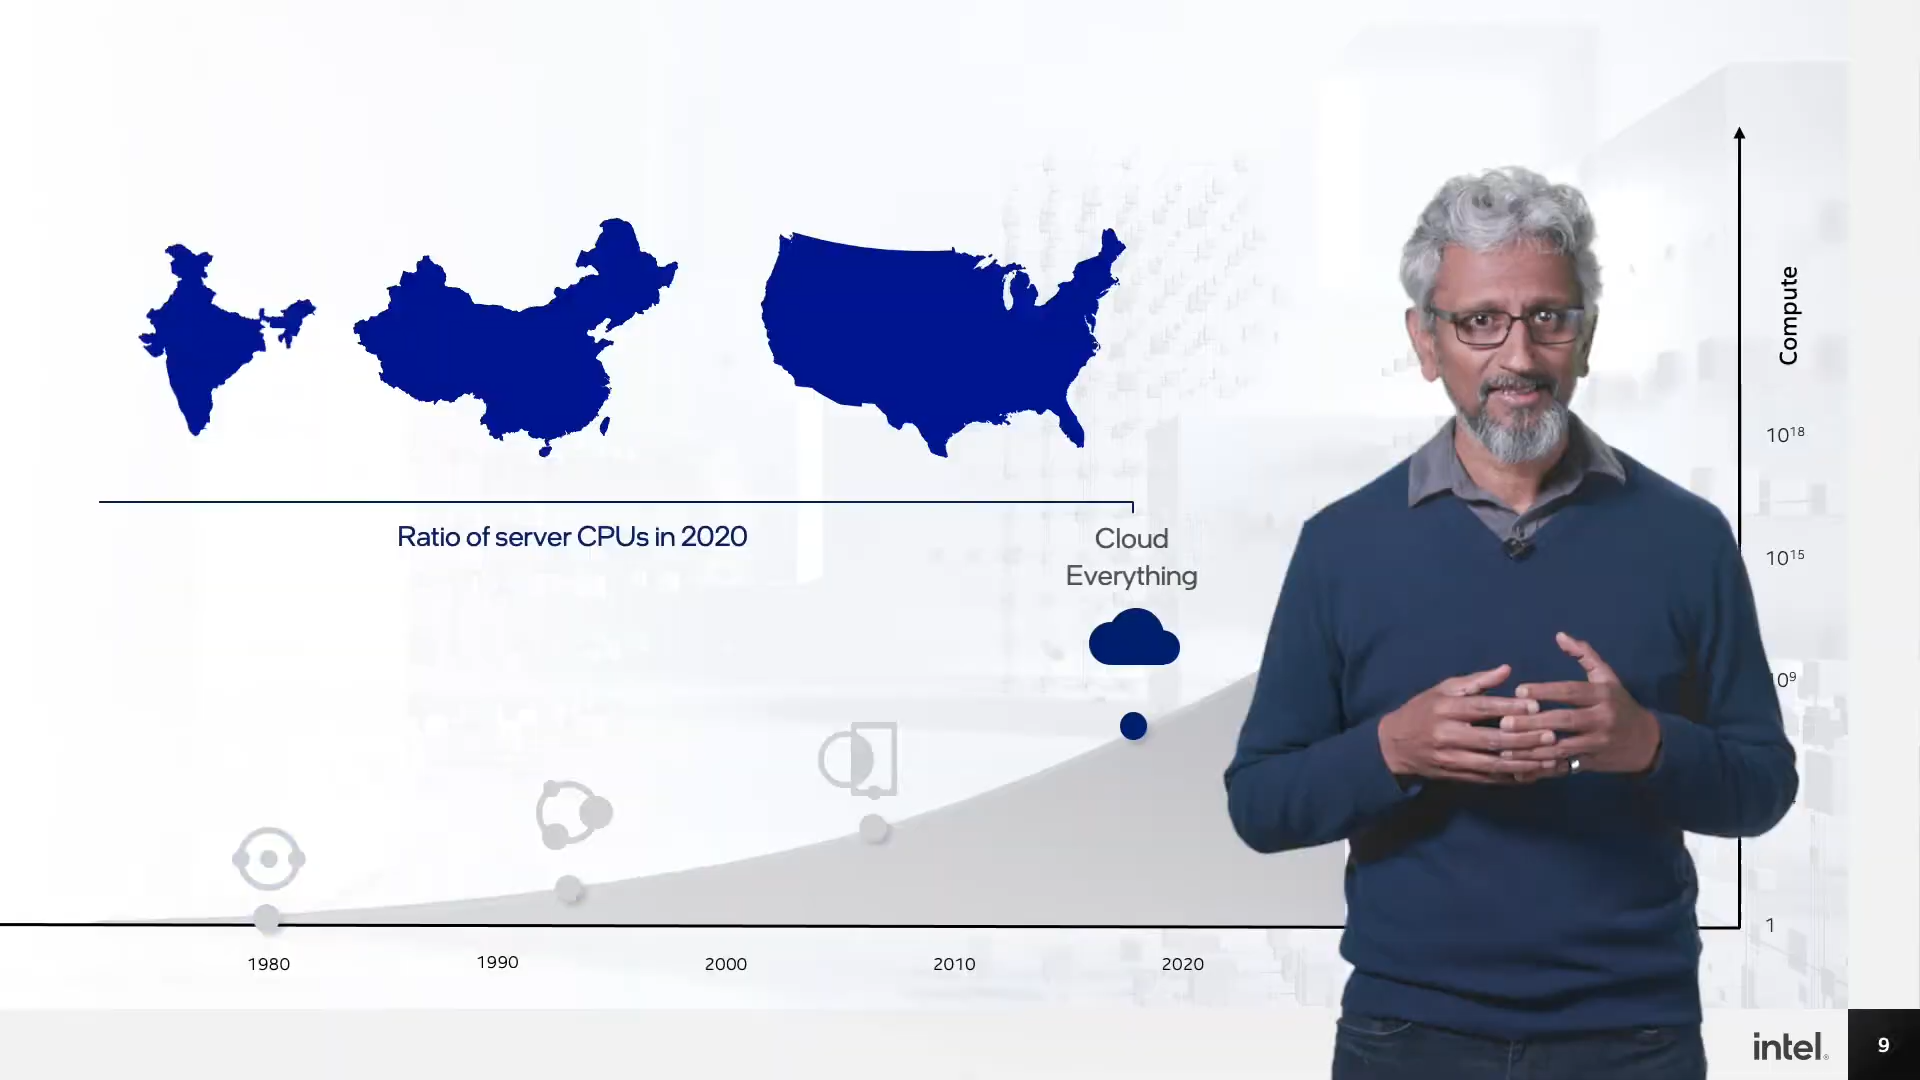 Compute
10¹⁸
Ratio of server CPUs in 2020
Cloud
Everything
10¹⁵
10⁹
1
1980
1990
2000
2010
2020
intel.
9